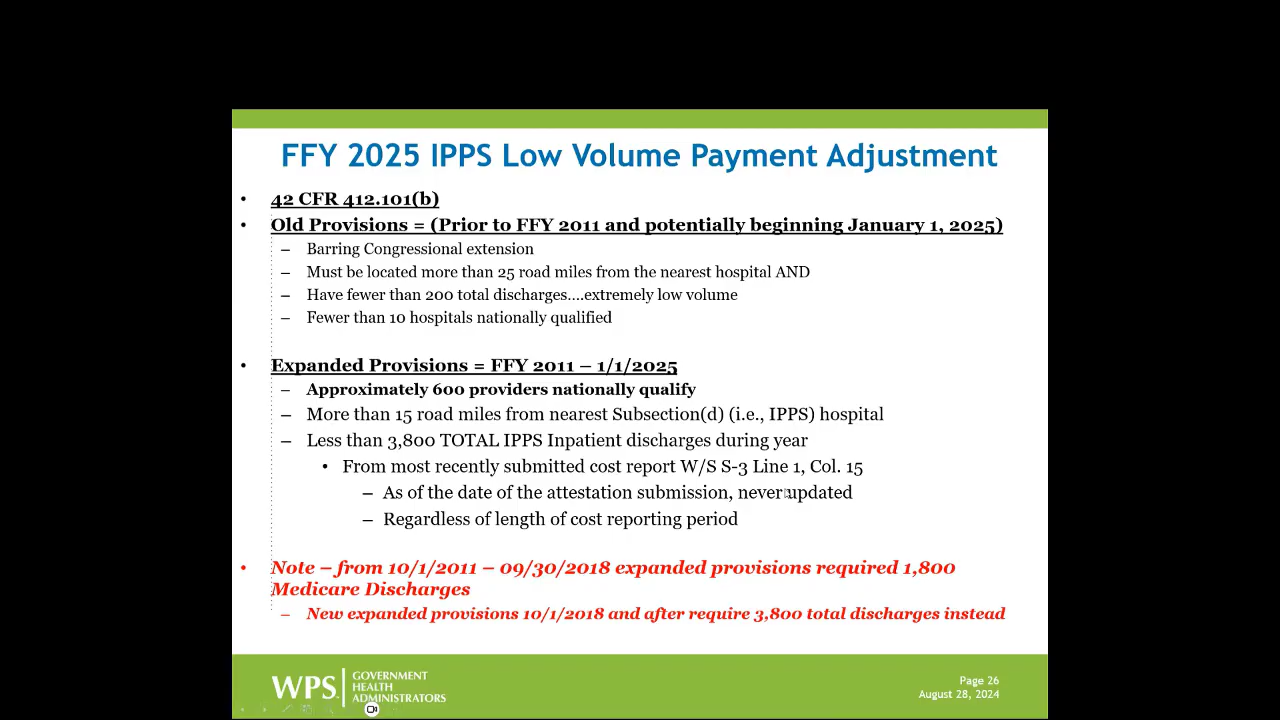 FFY 2025 IPPS Low Volume Payment Adjustment
• 42 CFR 412.101(b)
• Old Provisions = (Prior to FFY 2011 and potentially beginning January 1, 2025)
– Barring Congressional extension
– Must be located more than 25 road miles from the nearest hospital AND
– Have fewer than 200 total discharges....extremely low volume
– Fewer than 10 hospitals nationally qualified
• Expanded Provisions = FFY 2011 – 1/1/2025
– Approximately 600 providers nationally qualify
– More than 15 road miles from nearest Subsection(d) (i.e., IPPS) hospital
– Less than 3,800 TOTAL IPPS Inpatient discharges during year
• From most recently submitted cost report W/S S-3 Line 1, Col. 15
– As of the date of the attestation submission, never updated
– Regardless of length of cost reporting period
• Note – from 10/1/2011 – 09/30/2018 expanded provisions required 1,800
Medicare Discharges
– New expanded provisions 10/1/2018 and after require 3,800 total discharges instead
WPS
GOVERNMENT
HEALTH
ADMINISTRATORS
Page 26
August 28, 2024